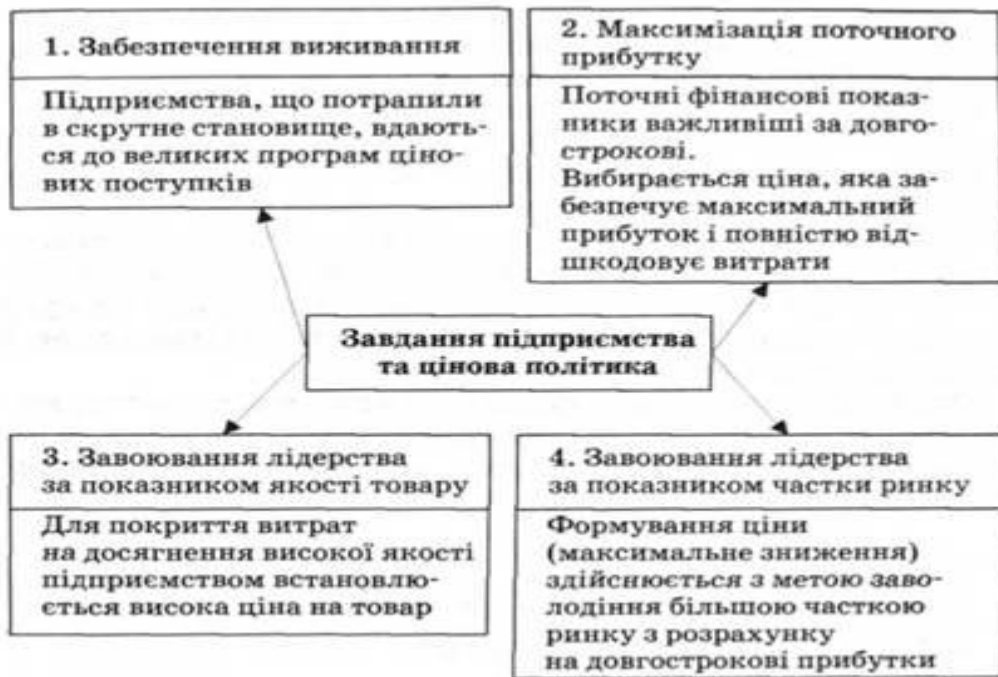 1. Забезпечення виживання
Підприємства, що потрапили
в скрутне становище, вдають-
ся до великих програм ціно-
вих поступків
2. Максимізація поточного
прибутку
Поточні фінансові показ-
ники важливіші за довго-
строкові.
Вибирається ціна, яка за-
безпечує максимальний
прибуток і повністю від-
шкодовує витрати
Завдання підприємства
та цінова політика
3. Завоювання лідерства
за показником якості товару
Для покриття витрат
на досягнення високої якості
підприємством встановлю-
ється висока ціна на товар
4. Завоювання лідерства
за показником частки ринку
Формування ціни
(максимальне зниження)
здійснюється з метою заво-
лодіння більшою часткою
ринку з розрахунку
на довгострокові прибутки